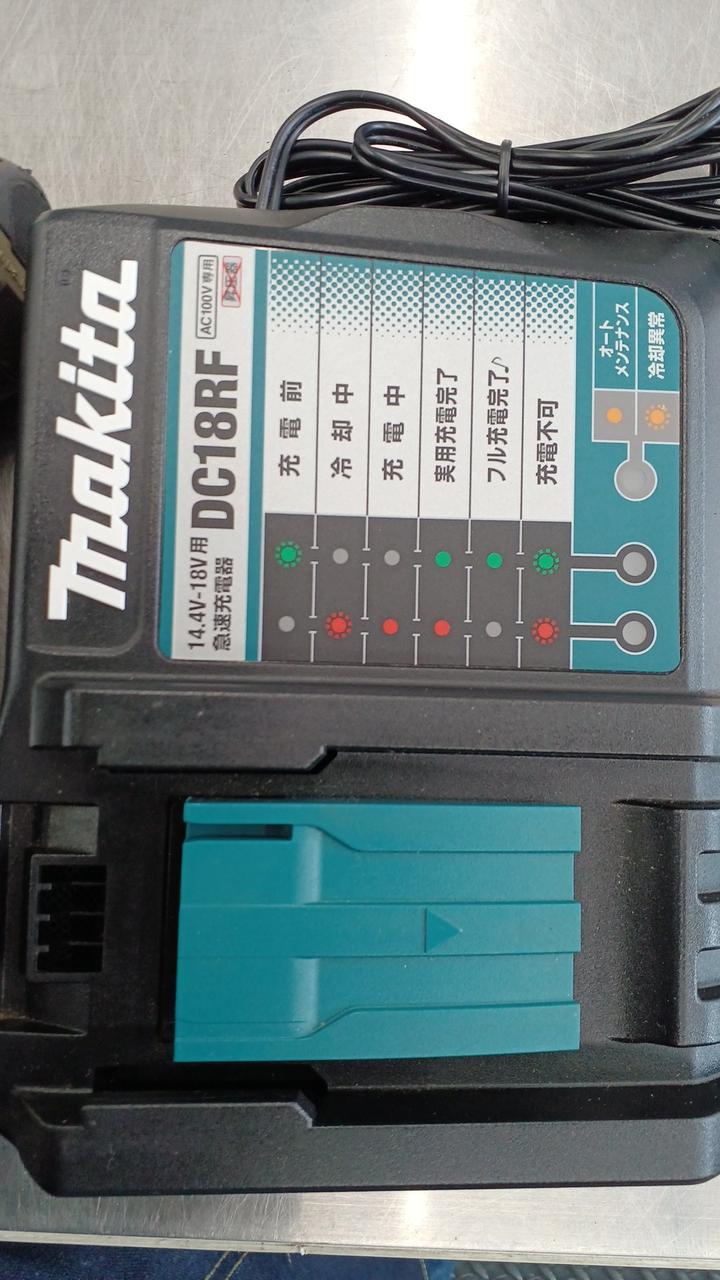 makita
14.4V-18V用
急速充電器
DC18RF
AC100V専用
昇圧器
充電前
冷却中
充電中
実用充電完了
フル充電完了♪
充電不可
オート
メンテナンス
冷却異常